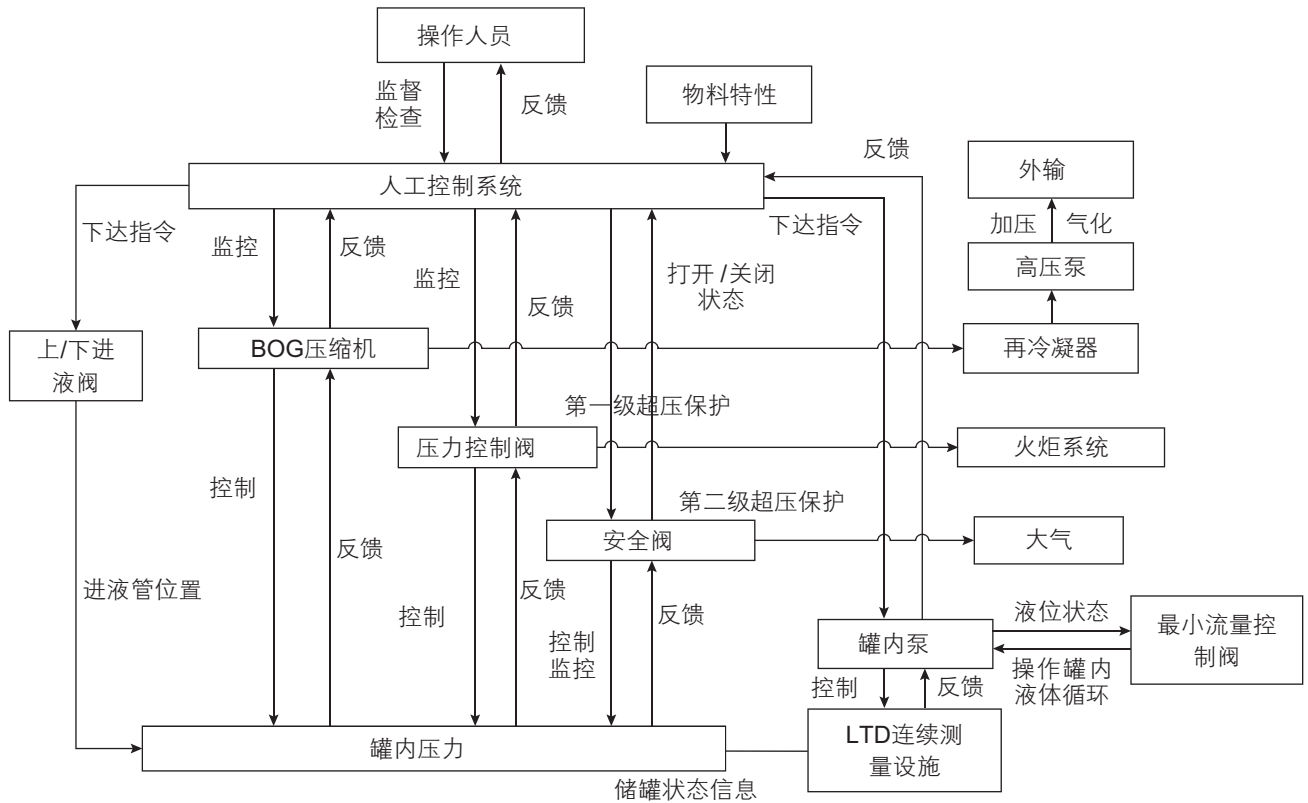 操作人员
监督
检查
反馈
物料特性
反馈
外输
人工控制系统
加压
气化
下达指令
监控
反馈
监控
反馈
打开/关闭
状态
下达指令
高压泵
上/下进
液阀
BOG压缩机
再冷凝器
第一级超压保护
压力控制阀
火炬系统
控制
第二级超压保护
安全阀
大气
反馈
进液管位置
控制
反馈
控制
监控
反馈
罐内泵
液位状态
最小流量控
制阀
操作罐内
液体循环
控制
反馈
罐内压力
LTD连续测
量设施
储罐状态信息